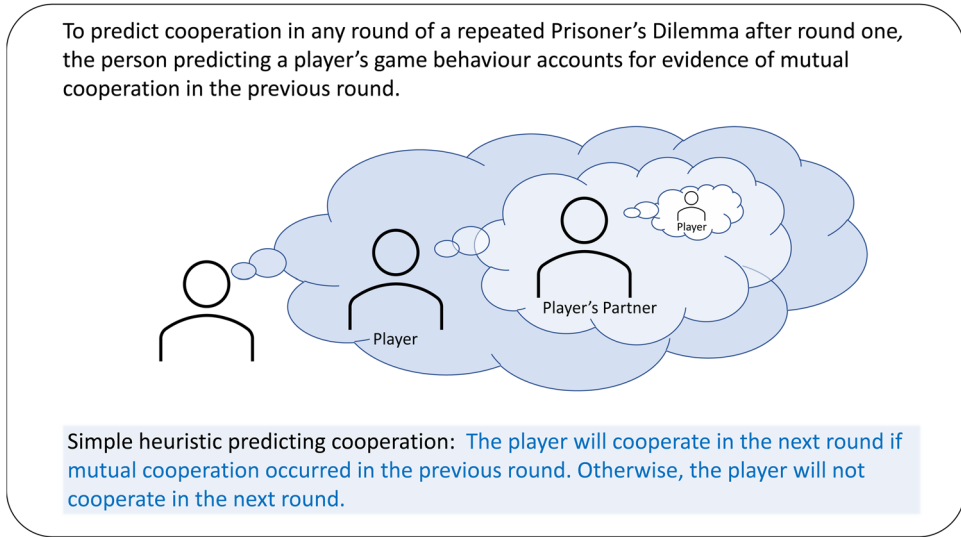 To predict cooperation in any round of a repeated Prisoner’s Dilemma after round one,
the person predicting a player’s game behaviour accounts for evidence of mutual
cooperation in the previous round.
Player
Player’s Partner
Player
Simple heuristic predicting cooperation:  The player will cooperate in the next round if
mutual cooperation occurred in the previous round. Otherwise, the player will not
cooperate in the next round.